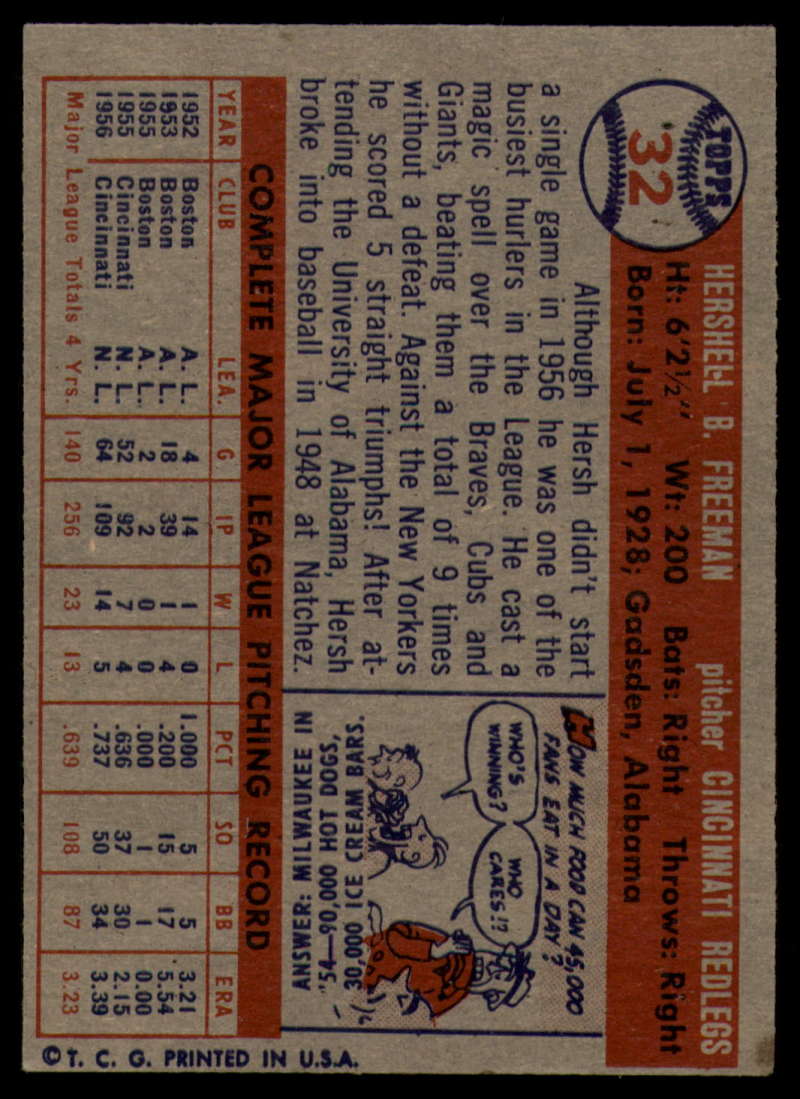 TOPPS
32
HERSHELL B. FREEMAN pitcher CINCINNATI REDLEGS
Ht: 6'2½" Wt: 200 Bats: Right Throws: Right
Born: July 1, 1928; Gadsden, Alabama
Although Hersh didn't start
a single game in 1956 he was one of the
busiest hurlers in the League. He cast a
magic spell over the Braves, Cubs and
Giants, beating them a total of 9 times
without a defeat. Against the New Yorkers
he scored 5 straight triumphs! After at-
tending the University of Alabama, Hersh
broke into baseball in 1948 at Natchez.
HOW MUCH FOOD CAN 45,000
FANS EAT IN A DAY?
WHO'S
WINNING?
WHO
CARES!?
ANSWER: MILWAUKEE IN
'54—90,000 HOT DOGS,
30,000 ICE CREAM BARS.
COMPLETE MAJOR LEAGUE PITCHING RECORD
YEAR CLUB LEA. G IP W L PCT SO BB ERA
1952 Boston A. L. 4 14 1 0 1.000 5 5 3.21
1953 Boston A. L. 18 39 1 4 .200 15 17 5.54
1955 Boston A. L. 2 2 0 0 .000 1 1 0.00
1955 Cincinnati N. L. 52 92 7 4 .636 37 30 2.15
1956 Cincinnati N. L. 64 109 14 5 .737 50 34 3.39
Major League Totals 4 Yrs. 140 256 23 13 .639 108 87 3.23
© T. C. G. PRINTED IN U.S.A.